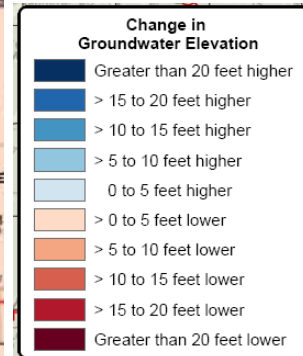 Change in
Groundwater Elevation
Greater than 20 feet higher
> 15 to 20 feet higher
> 10 to 15 feet higher
> 5 to 10 feet higher
0 to 5 feet higher
> 0 to 5 feet lower
> 5 to 10 feet lower
> 10 to 15 feet lower
> 15 to 20 feet lower
Greater than 20 feet lower